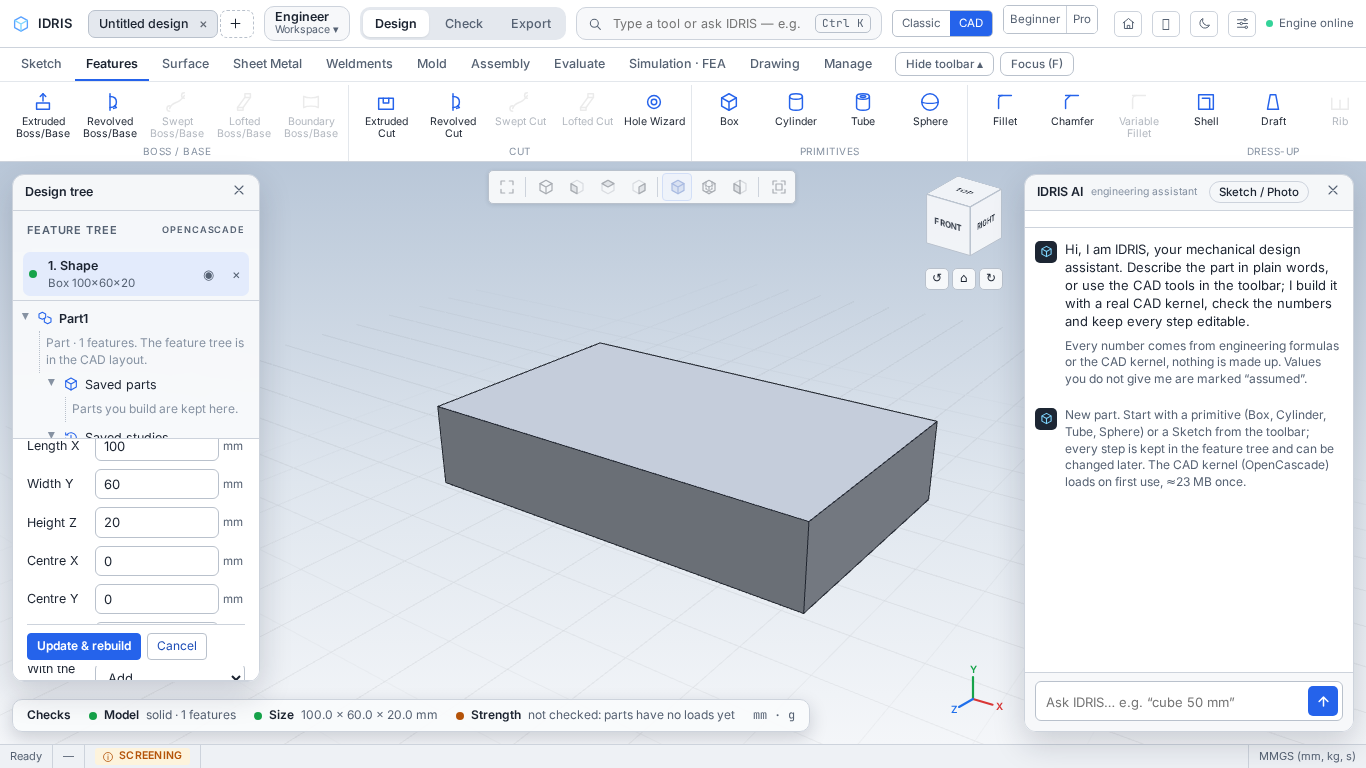 IDRIS
Untitled design ×
+
Engineer
Workspace ▾
Design
Check
Export
Type a tool or ask IDRIS — e.g.
Ctrl K
Classic
CAD
Beginner
Pro
Engine online
Sketch
Features
Surface
Sheet Metal
Weldments
Mold
Assembly
Evaluate
Simulation · FEA
Drawing
Manage
Hide toolbar ▴
Focus (F)
Extruded Boss/Base
Revolved Boss/Base
Swept Boss/Base
Lofted Boss/Base
Boundary Boss/Base
BOSS / BASE
Extruded Cut
Revolved Cut
Swept Cut
Lofted Cut
Hole Wizard
CUT
Box
Cylinder
Tube
Sphere
PRIMITIVES
Fillet
Chamfer
Variable Fillet
Shell
Draft
Rib
DRESS-UP
Design tree
FEATURE TREE
OPENCASCADE
1. Shape
Box 100×60×20
Part1
Part · 1 features. The feature tree is
in the CAD layout.
Saved parts
Parts you build are kept here.
Saved studies
Length X 100 mm
Width Y 60 mm
Height Z 20 mm
Centre X 0 mm
Centre Y 0 mm
Update & rebuild
Cancel
With the
Add
TOP
FRONT
RIGHT
Y
Z
X
IDRIS AI engineering assistant
Sketch / Photo
Hi, I am IDRIS, your mechanical design
assistant. Describe the part in plain words,
or use the CAD tools in the toolbar; I build it
with a real CAD kernel, check the numbers
and keep every step editable.
Every number comes from engineering formulas
or the CAD kernel, nothing is made up. Values
you do not give me are marked “assumed”.
New part. Start with a primitive (Box, Cylinder,
Tube, Sphere) or a Sketch from the toolbar;
every step is kept in the feature tree and can be
changed later. The CAD kernel (OpenCascade)
loads on first use, ≈23 MB once.
Ask IDRIS… e.g. “cube 50 mm”
Checks
Model solid · 1 features
Size 100.0 × 60.0 × 20.0 mm
Strength not checked: parts have no loads yet
mm · g
Ready
—
SCREENING
MMGS (mm, kg, s)